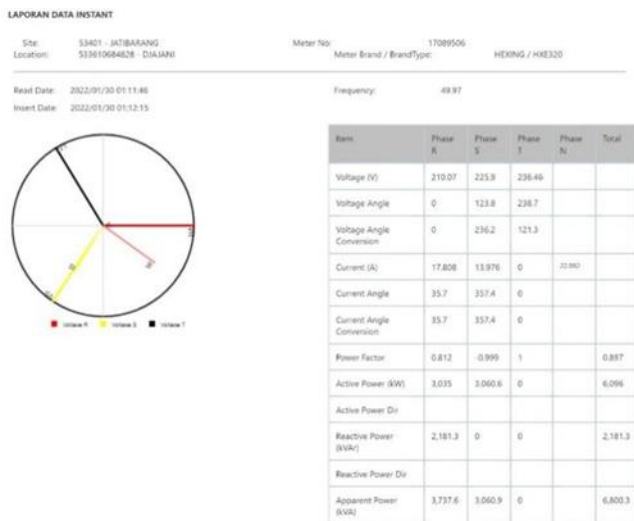 LAPORAN DATA INSTANT
Site: 53401 - JATIBARANG Meter No: 17089506
Location: 533610684828 - DJAJANI Meter Brand / BrandType: HEXING / HXE320
Read Date: 2022/01/30 01:11:46 Frequency: 49.97
Insert Date: 2022/01/30 01:12:15
Item Phase R Phase S Phase T Phase N Total
Voltage (V) 210.07 225.9 236.46
Voltage Angle 0 123.8 238.7
Voltage Angle Conversion 0 236.2 121.3
Current (A) 17.808 13.976 0
Current Angle 35.7 357.4 0
Current Angle Conversion 35.7 357.4 0
Power Factor 0.812 -0.999 1 0.897
Active Power (kW) 3,035 3,060.6 0 6,096
Active Power Dir
Reactive Power (kVAr) 2,181.3 0 0 2,181.3
Reactive Power Dir
Apparent Power (kVA) 3,737.6 3,060.9 0 6,800.3
Voltage R Voltage S Voltage T